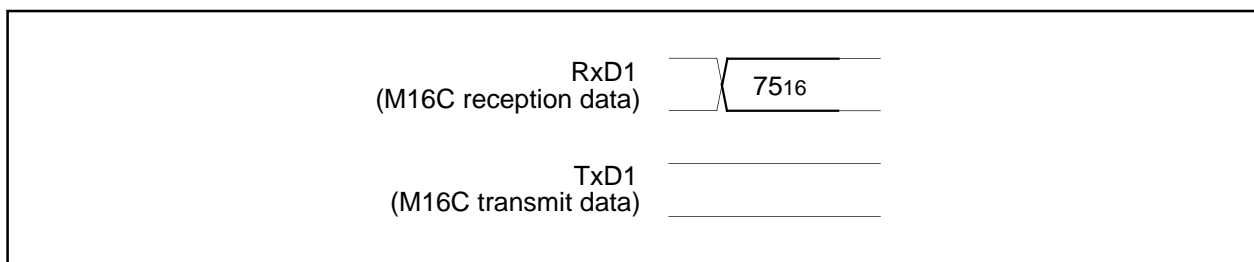 RxD1
(M16C reception data)
7516
TxD1
(M16C transmit data)